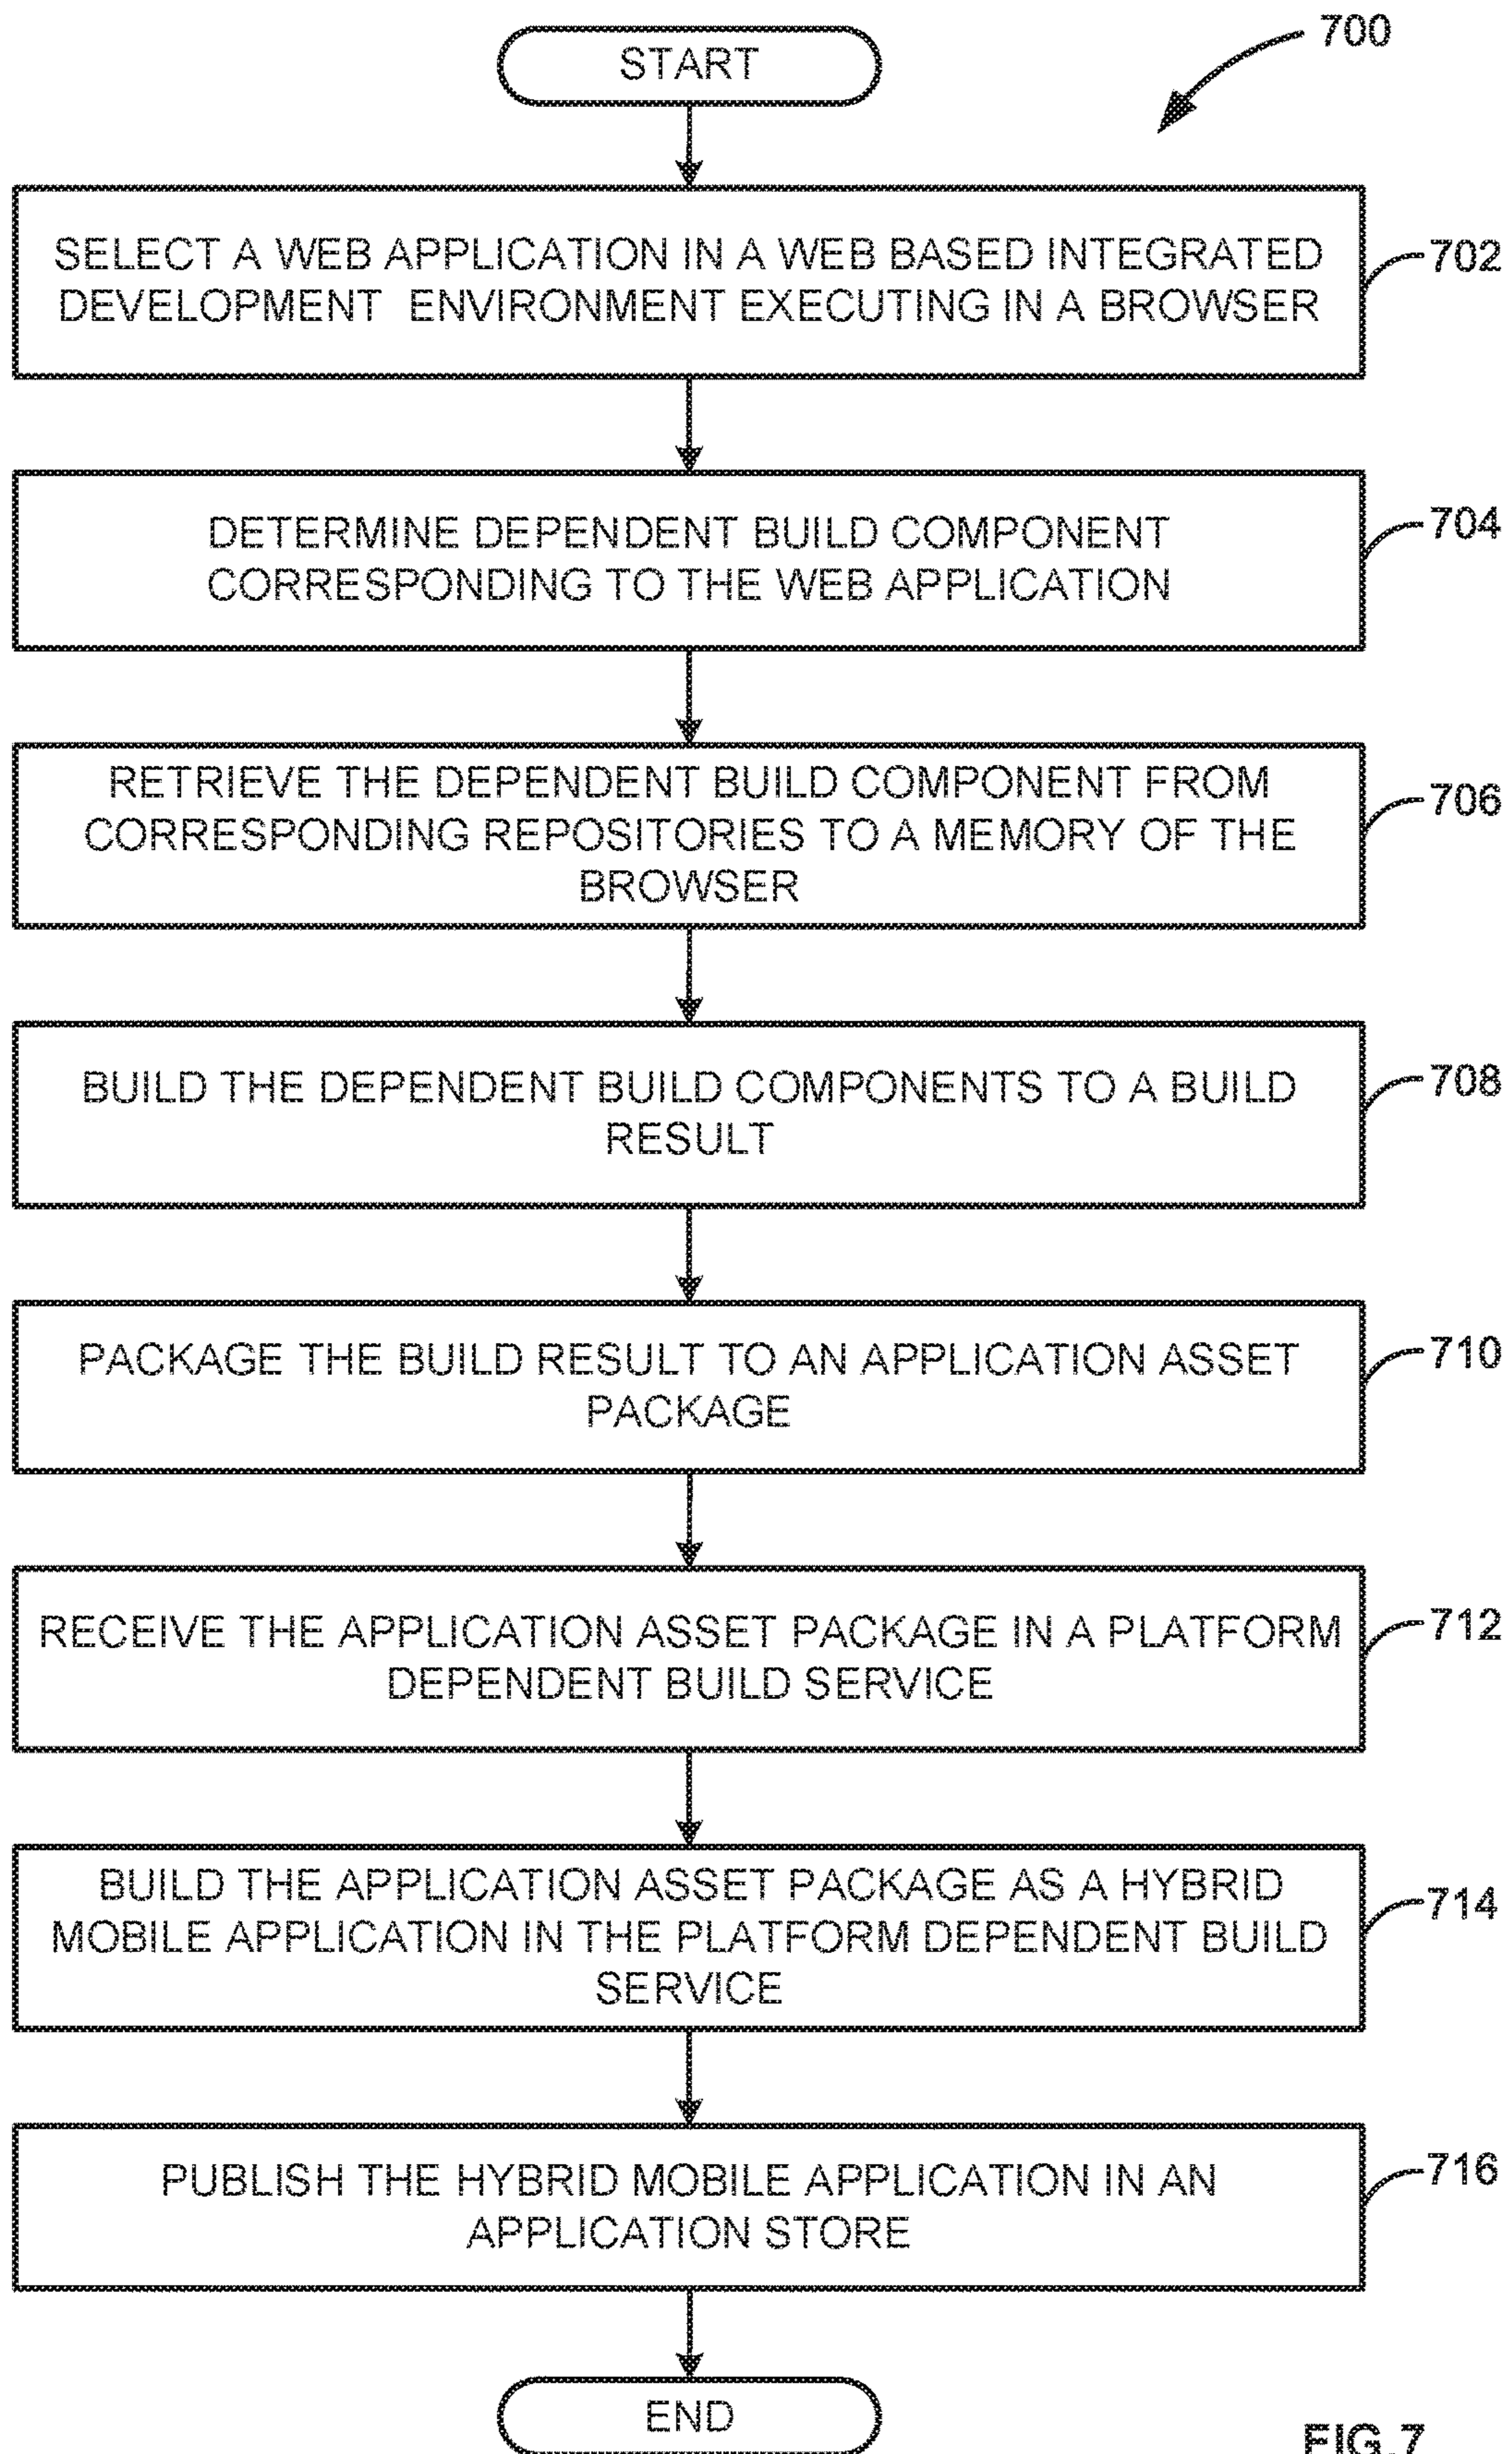 700
START
SELECT A WEB APPLICATION IN A WEB BASED INTEGRATED
DEVELOPMENT ENVIRONMENT EXECUTING IN A BROWSER
702
DETERMINE DEPENDENT BUILD COMPONENT
CORRESPONDING TO THE WEB APPLICATION
704
RETRIEVE THE DEPENDENT BUILD COMPONENT FROM
CORRESPONDING REPOSITORIES TO A MEMORY OF THE
BROWSER
706
BUILD THE DEPENDENT BUILD COMPONENTS TO A BUILD
RESULT
708
PACKAGE THE BUILD RESULT TO AN APPLICATION ASSET
PACKAGE
710
RECEIVE THE APPLICATION ASSET PACKAGE IN A PLATFORM
DEPENDENT BUILD SERVICE
712
BUILD THE APPLICATION ASSET PACKAGE AS A HYBRID
MOBILE APPLICATION IN THE PLATFORM DEPENDENT BUILD
SERVICE
714
PUBLISH THE HYBRID MOBILE APPLICATION IN AN
APPLICATION STORE
716
END
FIG.7